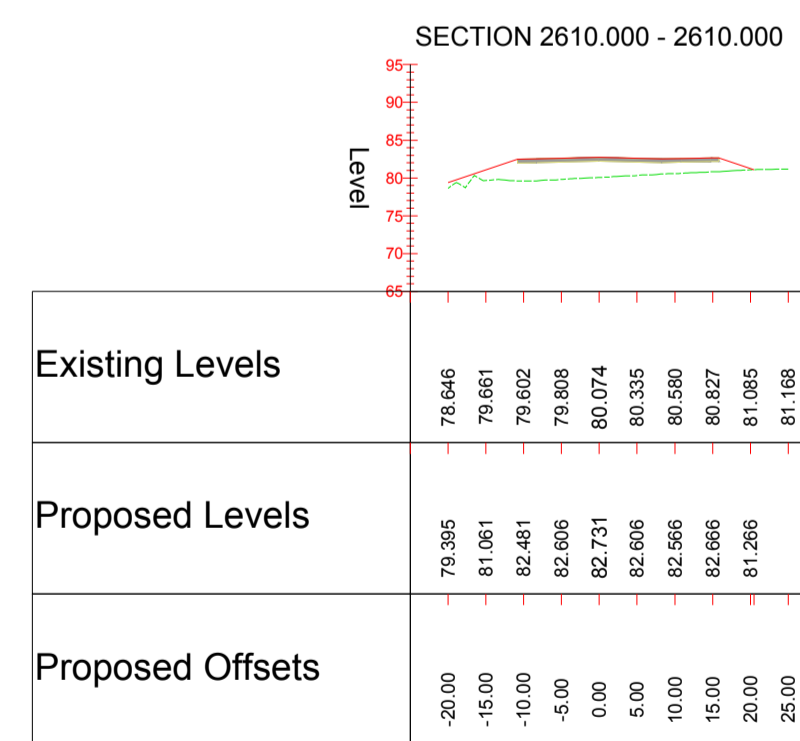 SECTION 2610.000 - 2610.000
95
90
85
80
75
70
65
Level
Existing Levels
78.646 79.661 79.602 79.808 80.074 80.335 80.580 80.827 81.085 81.168
Proposed Levels
79.395 81.061 82.481 82.606 82.731 82.606 82.566 82.666 81.266
Proposed Offsets
-20.00 -15.00 -10.00 -5.00 0.00 5.00 10.00 15.00 20.00 25.00